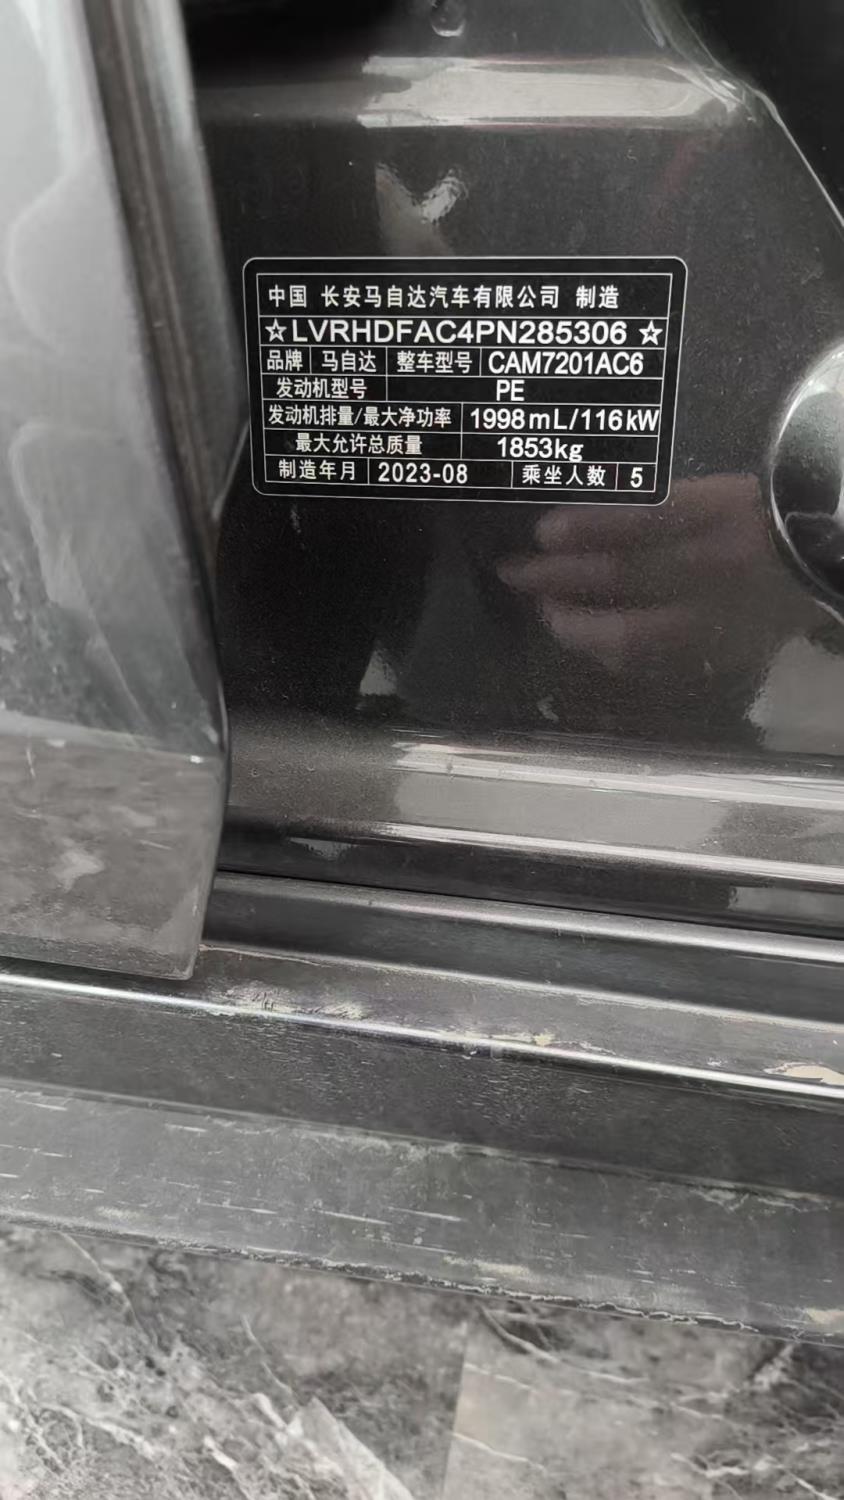 中国 长安马自达汽车有限公司 制造
☆LVRHDFAC4PN285306☆
品牌 马自达 整车型号 CAM7201AC6
发动机型号 PE
发动机排量/最大净功率 1998mL/116kW
最大允许总质量 1853kg
制造年月 2023-08 乘坐人数 5